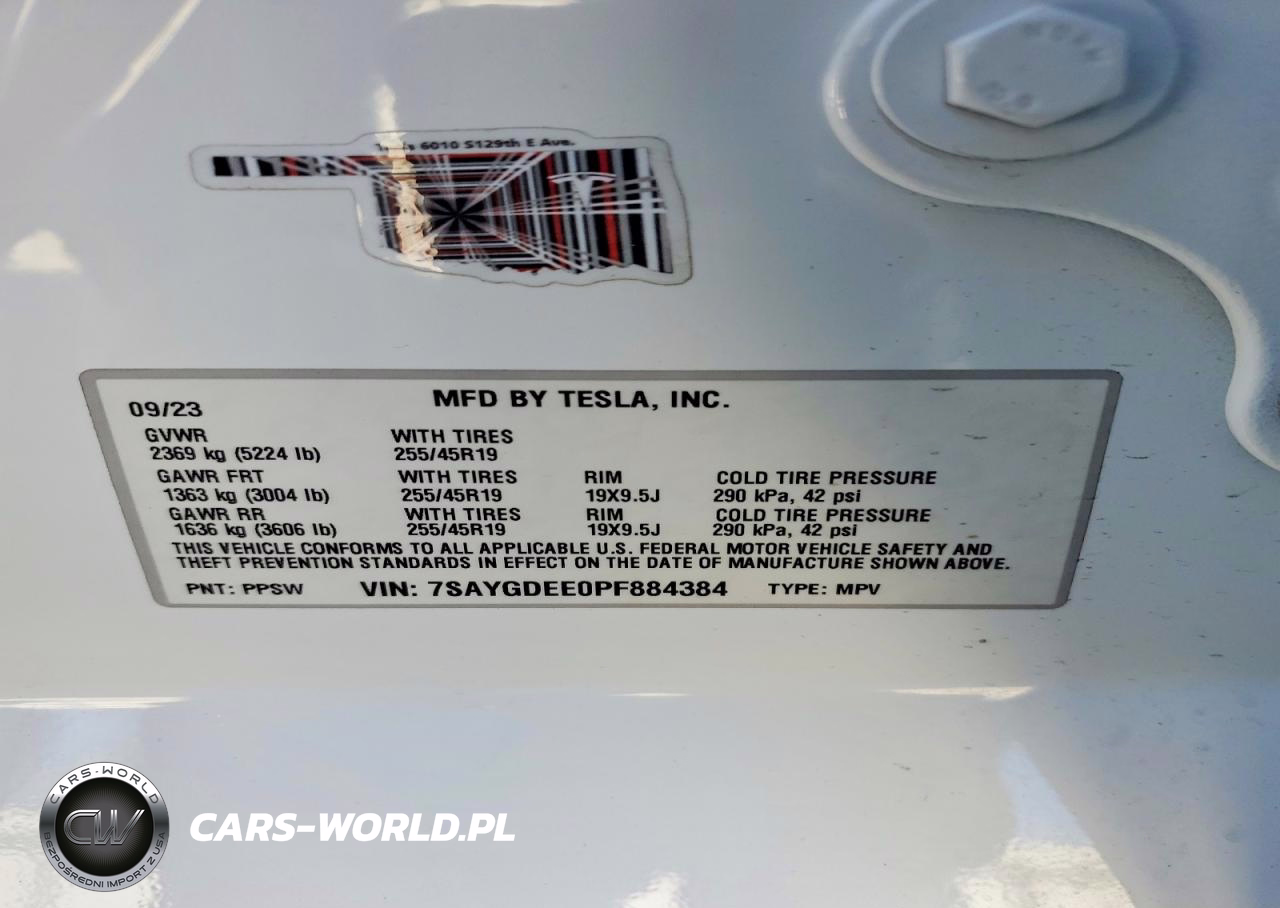 6010 S129th E Ave.
09/23 MFD BY TESLA, INC.
GVWR WITH TIRES
2369 kg (5224 lb) 255/45R19
GAWR FRT WITH TIRES RIM COLD TIRE PRESSURE
1363 kg (3004 lb) 255/45R19 19X9.5J 290 kPa, 42 psi
GAWR RR WITH TIRES RIM COLD TIRE PRESSURE
1636 kg (3606 lb) 255/45R19 19X9.5J 290 kPa, 42 psi
THIS VEHICLE CONFORMS TO ALL APPLICABLE U.S. FEDERAL MOTOR VEHICLE SAFETY AND
THEFT PREVENTION STANDARDS IN EFFECT ON THE DATE OF MANUFACTURE SHOWN ABOVE.
PNT: PPSW VIN: 7SAYGDEE0PF884384 TYPE: MPV
CARS-WORLD
CW
BEZPOŚREDNI IMPORT Z USA
CARS-WORLD.PL